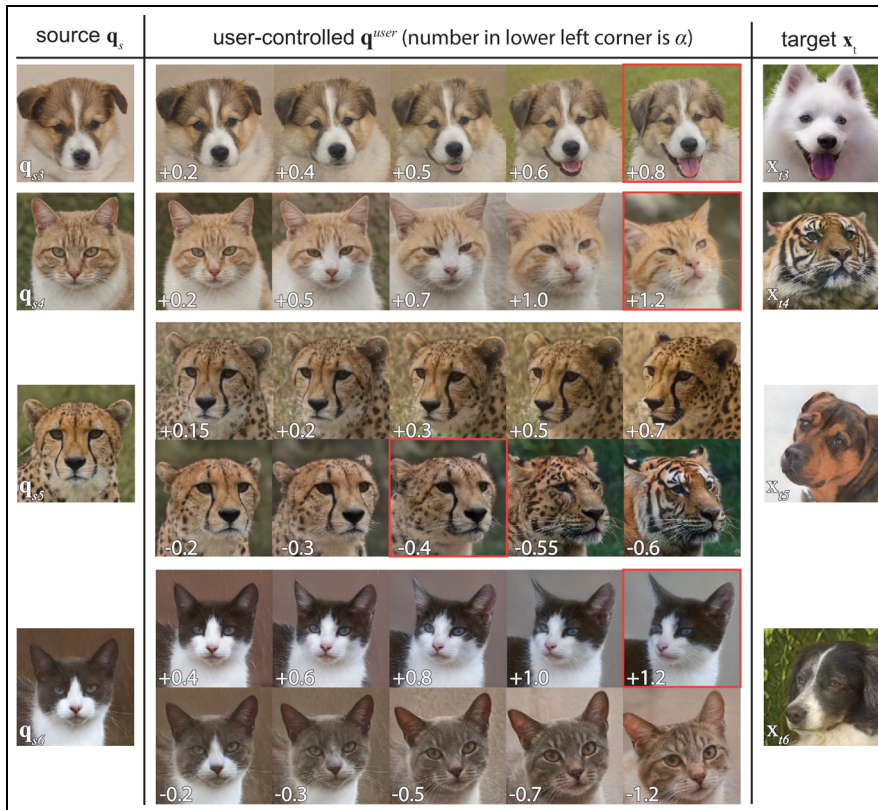 source q_s
user-controlled q^user (number in lower left corner is α)
target x_t
q_s3
+0.2
+0.4
+0.5
+0.6
+0.8
x_t3
q_s4
+0.2
+0.5
+0.7
+1.0
+1.2
x_t4
+0.15
+0.2
+0.3
+0.5
+0.7
q_s5
-0.2
-0.3
-0.4
-0.55
-0.6
x_t5
+0.4
+0.6
+0.8
+1.0
+1.2
q_s6
-0.2
-0.3
-0.5
-0.7
-1.2
x_t6